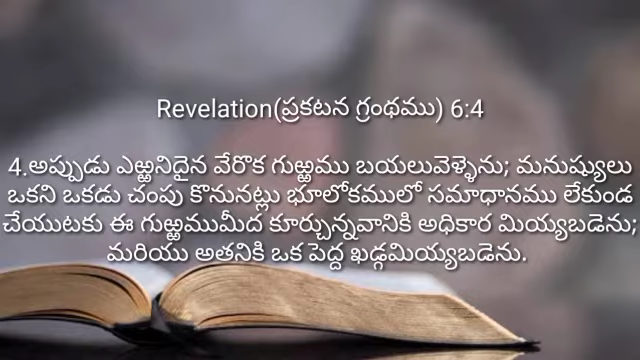 Revelation(ప్రకటన గ్రంథము) 6:4
4.అప్పుడు ఎఱ్ఱనిదైన వేరొక గుఱ్ఱము బయలువెళ్ళెను; మనుష్యులు
ఒకని ఒకడు చంపు కొనునట్లు భూలోకములో సమాధానము లేకుండ
చేయుటకు ఈ గుఱ్ఱముమీద కూర్చున్నవానికి అధికార మియ్యబడెను;
మరియు అతనికి ఒక పెద్ద ఖడ్గమియ్యబడెను.